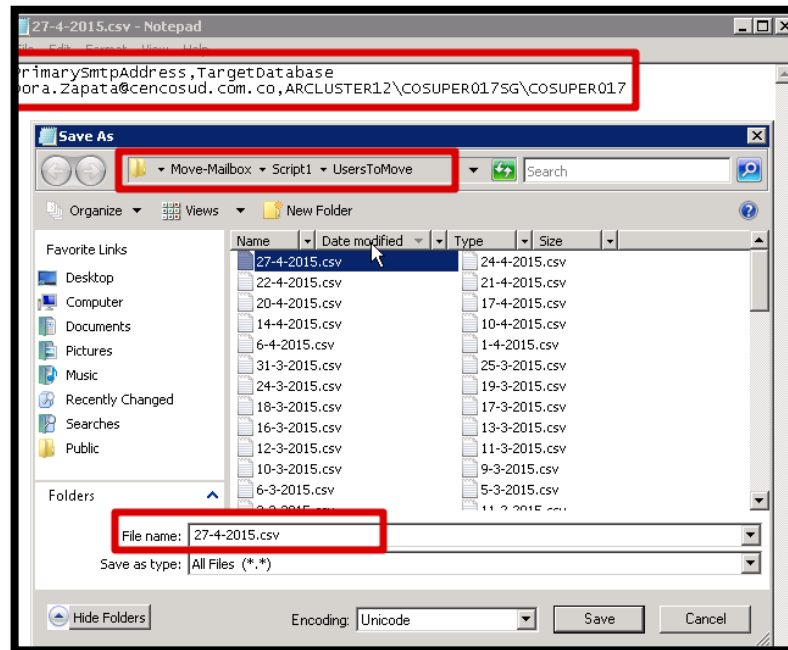 27-4-2015.csv - Notepad
File Edit Format View Help
PrimarySmtpAddress,TargetDatabase
Dora.Zapata@cencosud.com.co,ARCLUSTER12\COSUPER017SG\COSUPER017
Save As
Move-Mailbox Script1 UsersToMove Search
Organize Views New Folder
Favorite Links
Desktop
Computer
Documents
Pictures
Music
Recently Changed
Searches
Public
Folders
Name Date modified Type Size
27-4-2015.csv 24-4-2015.csv
22-4-2015.csv 21-4-2015.csv
20-4-2015.csv 17-4-2015.csv
14-4-2015.csv 10-4-2015.csv
6-4-2015.csv 1-4-2015.csv
31-3-2015.csv 25-3-2015.csv
24-3-2015.csv 19-3-2015.csv
18-3-2015.csv 17-3-2015.csv
16-3-2015.csv 13-3-2015.csv
12-3-2015.csv 11-3-2015.csv
10-3-2015.csv 9-3-2015.csv
6-3-2015.csv 5-3-2015.csv
File name: 27-4-2015.csv
Save as type: All Files (*.*)
Hide Folders Encoding: Unicode Save Cancel